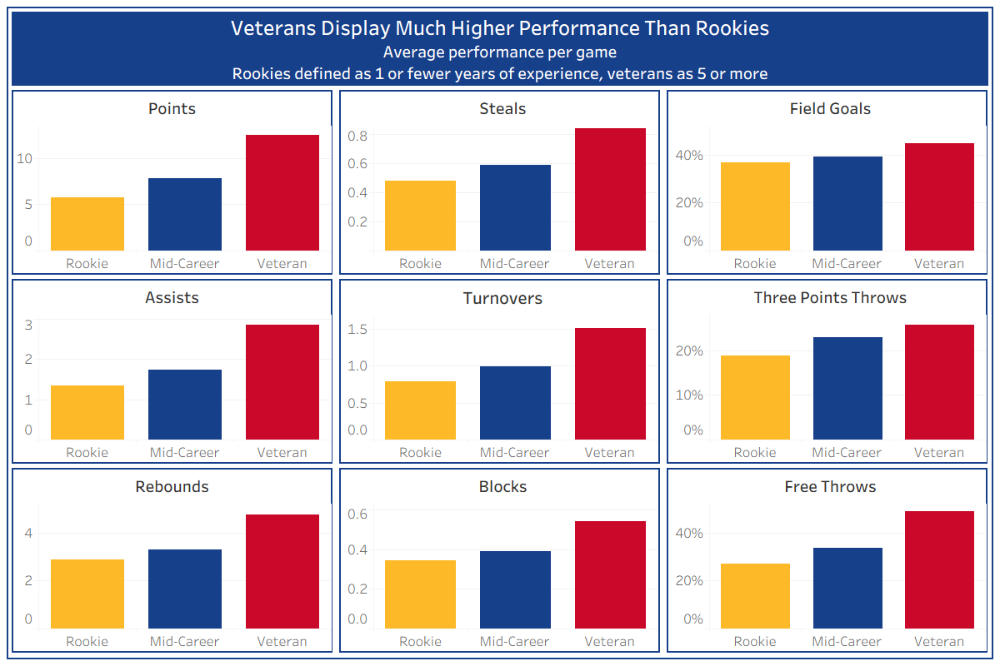 Veterans Display Much Higher Performance Than Rookies
Average performance per game
Rookies defined as 1 or fewer years of experience, veterans as 5 or more
Points
10
5
0
Rookie Mid-Career Veteran
Steals
0.8
0.6
0.4
0.2
Rookie Mid-Career Veteran
Field Goals
40%
20%
0%
Rookie Mid-Career Veteran
Assists
3
2
1
0
Rookie Mid-Career Veteran
Turnovers
1.5
1.0
0.5
0.0
Rookie Mid-Career Veteran
Three Points Throws
20%
10%
0%
Rookie Mid-Career Veteran
Rebounds
4
2
0
Rookie Mid-Career Veteran
Blocks
0.6
0.4
0.2
0.0
Rookie Mid-Career Veteran
Free Throws
40%
20%
0%
Rookie Mid-Career Veteran